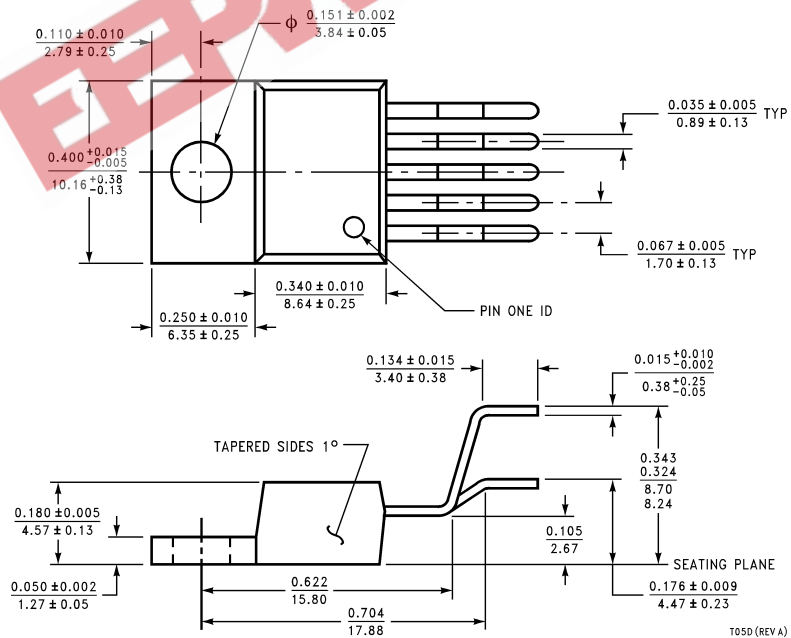 0.151 ± 0.002
ϕ
3.84 ± 0.05
0.110 ± 0.010
2.79 ± 0.25
0.035 ± 0.005
TYP
0.89 ± 0.13
0.400 +0.015 -0.005
10.16 +0.38 -0.13
0.067 ± 0.005
TYP
1.70 ± 0.13
0.340 ± 0.010
8.64 ± 0.25
PIN ONE ID
0.250 ± 0.010
6.35 ± 0.25
0.134 ± 0.015
3.40 ± 0.38
0.015 +0.010 -0.002
0.38 +0.25 -0.05
TAPERED SIDES 1°
0.343
0.324
8.70
8.24
0.180 ± 0.005
4.57 ± 0.13
0.105
2.67
SEATING PLANE
0.050 ± 0.002
1.27 ± 0.05
0.622
15.80
0.176 ± 0.009
4.47 ± 0.23
0.704
17.88
T05D (REV A)